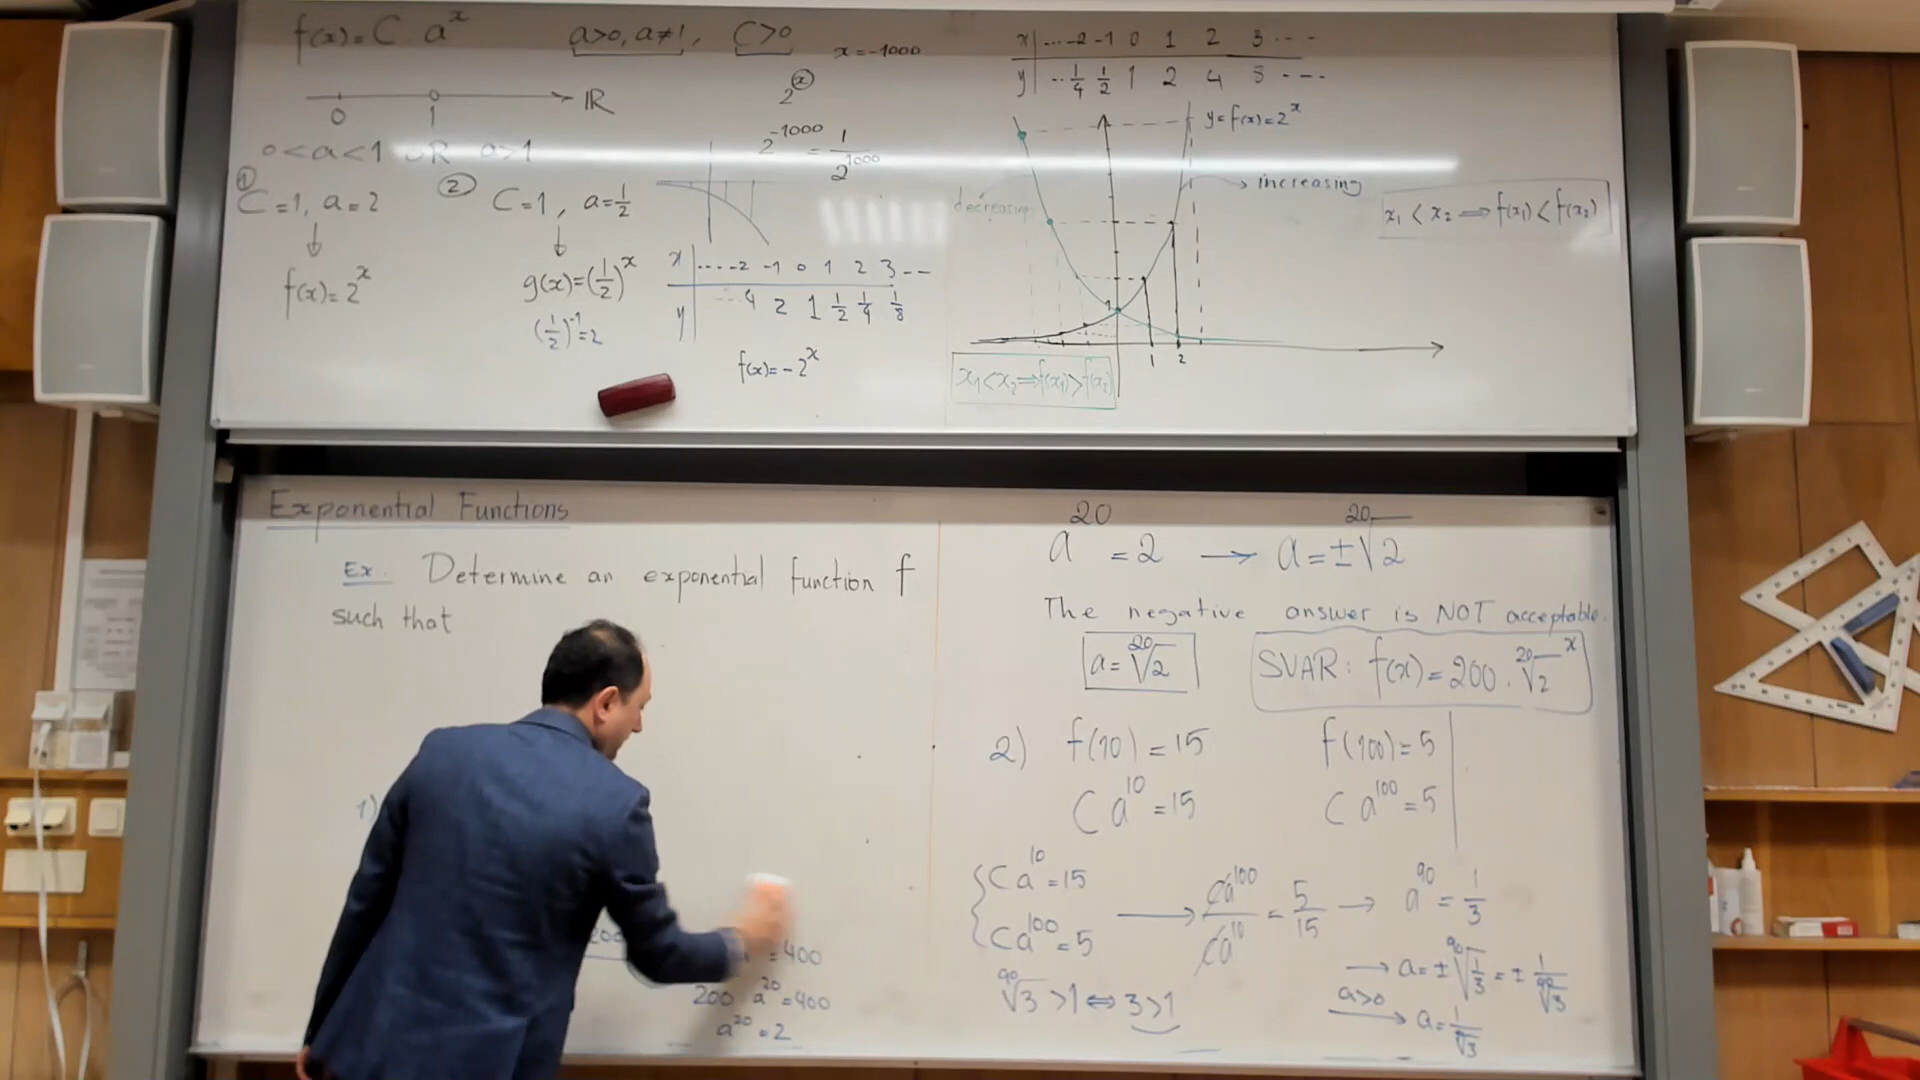 f(x) = C a^x    a>0, a≠1,    C>0    x=-1000
2^x
0    1    ℝ
2^-1000 = 1/2^1000
0<a<1 OR a>1
① C=1, a=2
② C=1, a=1/2
f(x)=2^x
g(x)=(1/2)^x
(1/2)^-1=2
x | ....-2 -1 0 1 2 3 --
y | ... 4 2 1 1/2 1/4 1/8
f(x)=-2^x
x | ...-2 -1 0 1 2 3 ...
y | ... 1/4 1/2 1 2 4 8 ---
y=f(x)=2^x
decreasing
increasing
x₁<x₂ ⟹ f(x₁)<f(x₂)
1
1 2
x₁<x₂ ⟹ f(x₁)>f(x₂)
Exponential Functions
Ex. Determine an exponential function f
such that
1)
200
=400
200 a^20=400
a^20=2
a^20 = 2 → a=±²⁰√2
The negative answer is NOT acceptable.
a=²⁰√2
SVAR: f(x)=200·²⁰√2^x
2) f(10)=15    f(100)=5
C a^10=15    C a^100=5
{ C a^10=15
C a^100=5 → C a^100/C a^10 = 5/15 → a^90 = 1/3
→ a=±⁹⁰√(1/3) = ± 1/⁹⁰√3
⁹⁰√3 >1 ⇔ 3>1
a>0 → a=1/⁹⁰√3